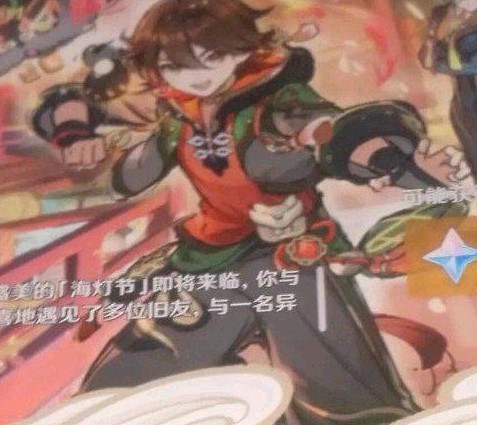 可能获
美的「海灯节」即将来临，你与
喜地遇见了多位旧友，与一名异